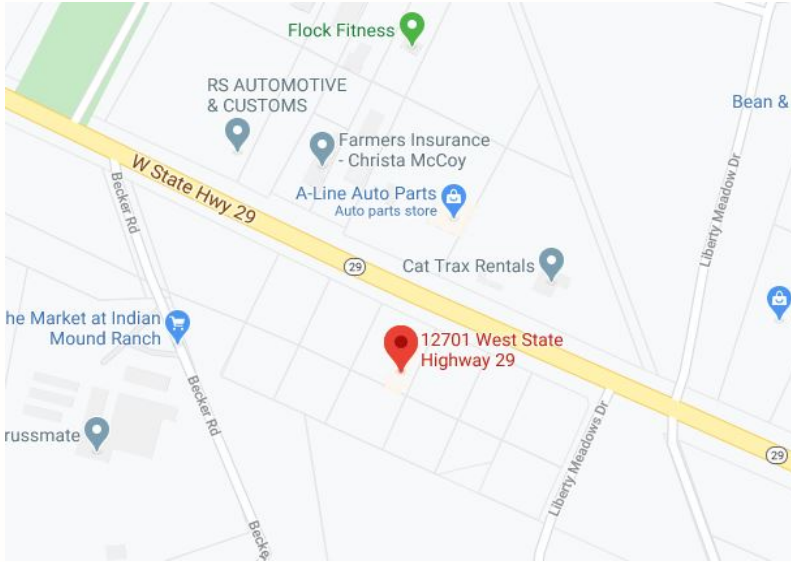 Flock Fitness
RS AUTOMOTIVE
& CUSTOMS
Bean &
Farmers Insurance
- Christa McCoy
W State Hwy 29
Becker Rd
A-Line Auto Parts
Auto parts store
Liberty Meadow Dr
29
Cat Trax Rentals
he Market at Indian
Mound Ranch
12701 West State
Highway 29
Becker Rd
russmate
Liberty Meadows Dr
29
Becke